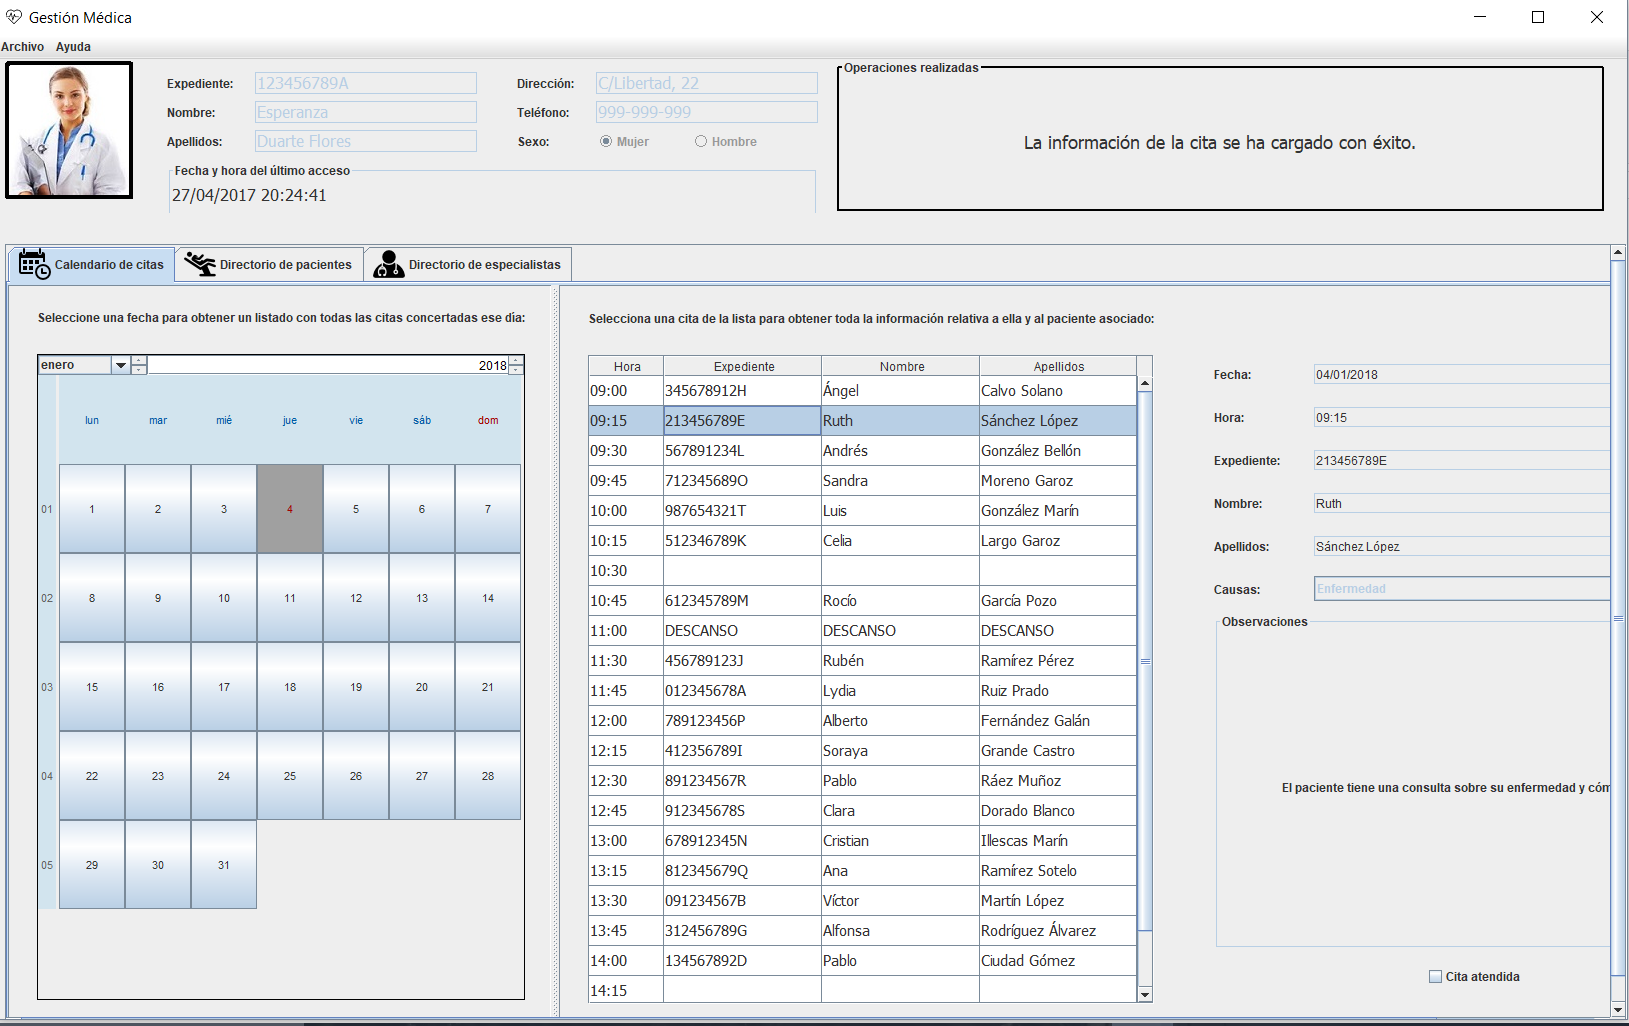 Gestión Médica
Archivo Ayuda
Expediente: 123456789A
Nombre: Esperanza
Apellidos: Duarte Flores
Dirección: C/Libertad, 22
Teléfono: 999-999-999
Sexo: Mujer Hombre
Fecha y hora del último acceso
27/04/2017 20:24:41
Operaciones realizadas
La información de la cita se ha cargado con éxito.
Calendario de citas Directorio de pacientes Directorio de especialistas
Seleccione una fecha para obtener un listado con todas las citas concertadas ese día:
enero 2018
lun mar mié jue vie sáb dom
01 1 2 3 4 5 6 7
02 8 9 10 11 12 13 14
03 15 16 17 18 19 20 21
04 22 23 24 25 26 27 28
05 29 30 31
Selecciona una cita de la lista para obtener toda la información relativa a ella y al paciente asociado:
Hora Expediente Nombre Apellidos
09:00 345678912H Ángel Calvo Solano
09:15 213456789E Ruth Sánchez López
09:30 567891234L Andrés González Bellón
09:45 712345689O Sandra Moreno Garoz
10:00 987654321T Luis González Marín
10:15 512346789K Celia Largo Garoz
10:30
10:45 612345789M Rocío García Pozo
11:00 DESCANSO DESCANSO DESCANSO
11:30 456789123J Rubén Ramírez Pérez
11:45 012345678A Lydia Ruiz Prado
12:00 789123456P Alberto Fernández Galán
12:15 412356789I Soraya Grande Castro
12:30 891234567R Pablo Ráez Muñoz
12:45 912345678S Clara Dorado Blanco
13:00 678912345N Cristian Illescas Marín
13:15 812345679Q Ana Ramírez Sotelo
13:30 091234567B Víctor Martín López
13:45 312456789G Alfonsa Rodríguez Álvarez
14:00 134567892D Pablo Ciudad Gómez
14:15
Fecha: 04/01/2018
Hora: 09:15
Expediente: 213456789E
Nombre: Ruth
Apellidos: Sánchez López
Causas: Enfermedad
Observaciones
El paciente tiene una consulta sobre su enfermedad y cóm
Cita atendida